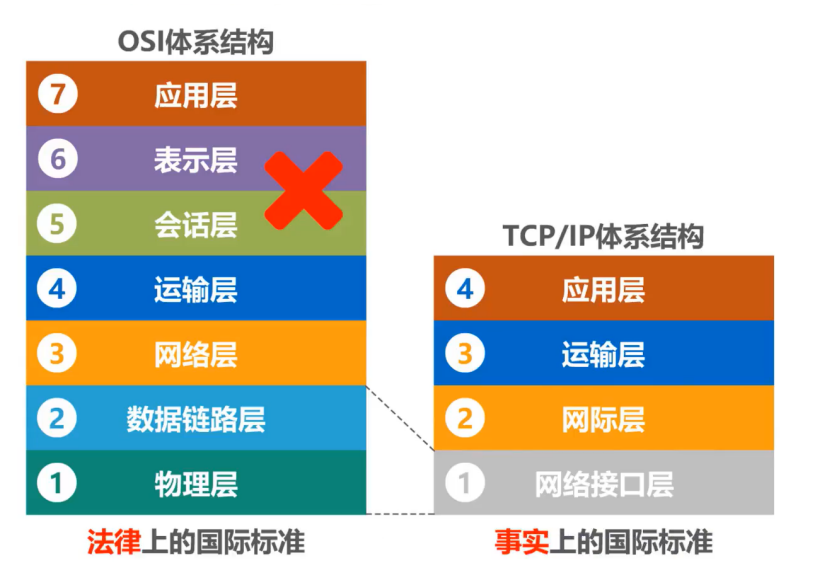 OSI体系结构
7 应用层
6 表示层
5 会话层
4 运输层
3 网络层
2 数据链路层
1 物理层
法律上的国际标准
TCP/IP体系结构
4 应用层
3 运输层
2 网际层
1 网络接口层
事实上的国际标准